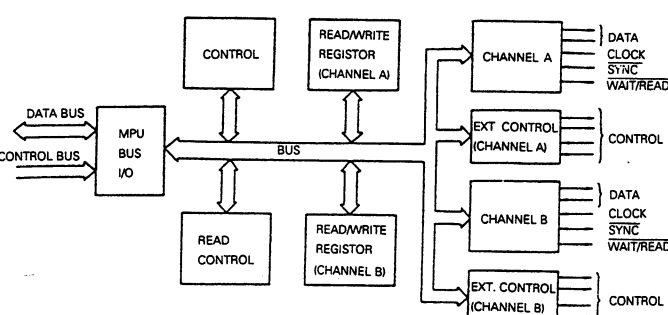 DATA BUS
CONTROL BUS
MPU
BUS
I/O
CONTROL
READ/WRITE
REGISTOR
(CHANNEL A)
BUS
READ
CONTROL
READ/WRITE
REGISTOR
(CHANNEL B)
CHANNEL A
DATA
CLOCK
SYNC
WAIT/READ
EXT CONTROL
(CHANNEL A)
CONTROL
CHANNEL B
DATA
CLOCK
SYNC
WAIT/READ
EXT. CONTROL
(CHANNEL B)
CONTROL